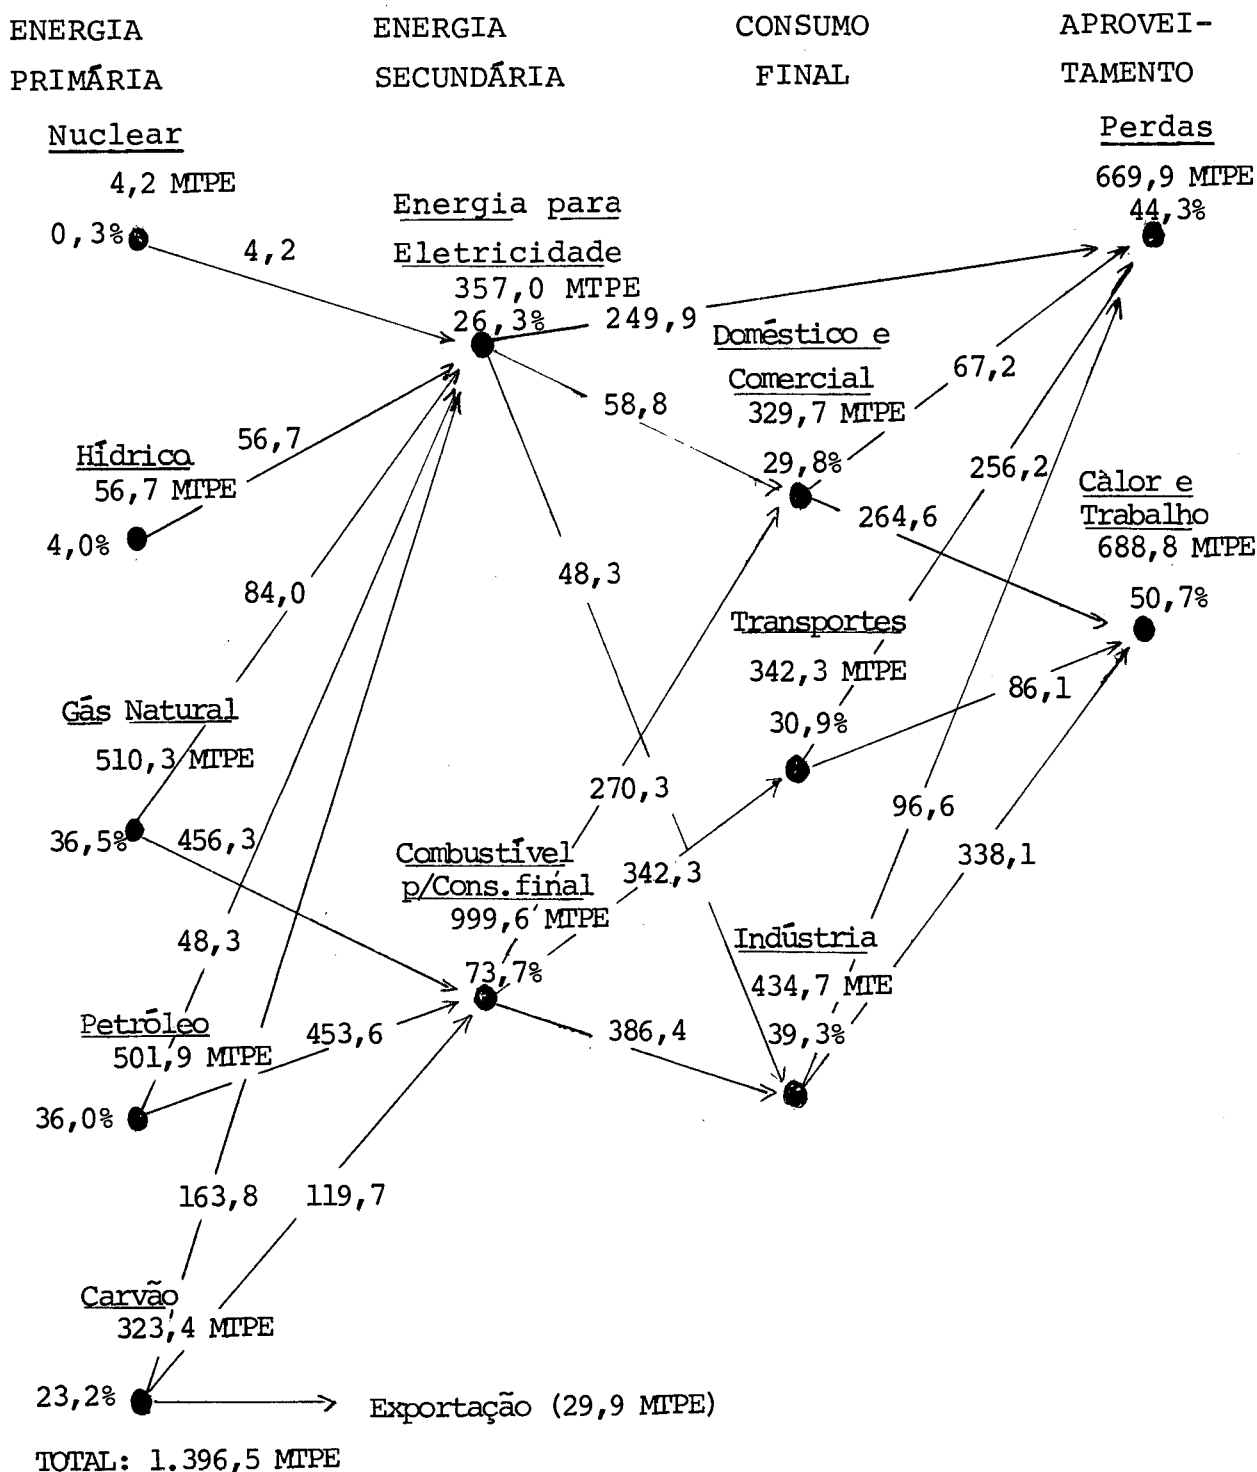 ENERGIA PRIMÁRIA
ENERGIA SECUNDÁRIA
CONSUMO FINAL
APROVEI-
TAMENTO
Nuclear
4,2 MTPE
0,3%
4,2
Hídrica
56,7 MTPE
4,0%
56,7
84,0
Gás Natural
510,3 MTPE
36,5%
456,3
48,3
Petróleo
501,9 MTPE
36,0%
453,6
163,8
119,7
Carvão
323,4 MTPE
23,2%
Exportação (29,9 MTPE)
TOTAL: 1.396,5 MTPE
Energia para
Eletricidade
357,0 MTPE
26,3%
249,9
58,8
48,3
Combustível
p/Cons.final
999,6 MTPE
73,7%
270,3
342,3
386,4
Doméstico e
Comercial
329,7 MTPE
29,8%
67,2
264,6
Transportes
342,3 MTPE
30,9%
256,2
86,1
Indústria
434,7 MTE
39,3%
96,6
338,1
Perdas
669,9 MTPE
44,3%
Càlor e
Trabalho
688,8 MTPE
50,7%